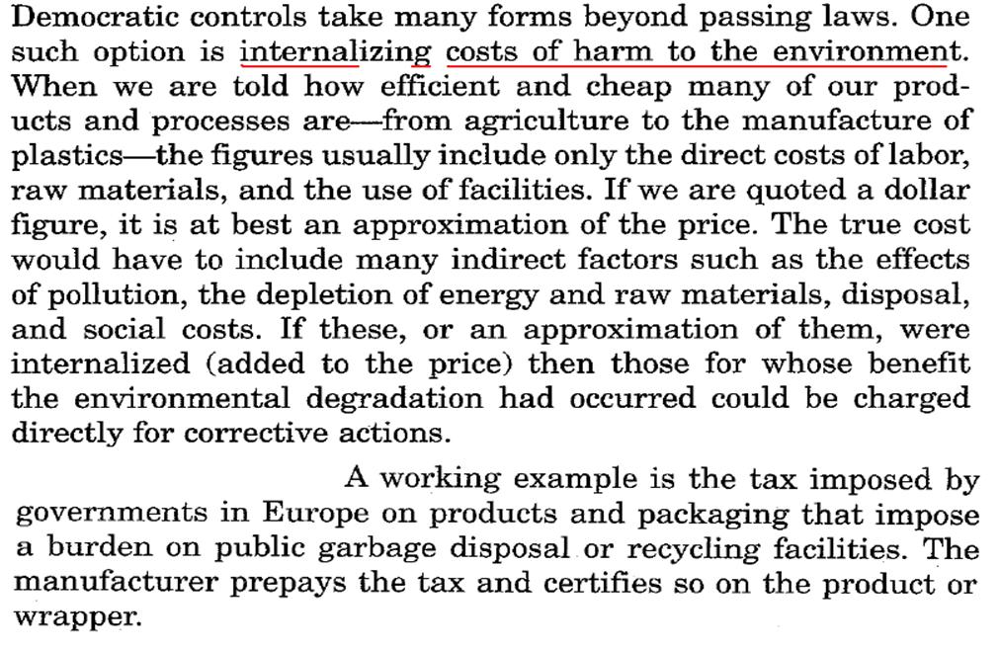 Democratic controls take many forms beyond passing laws. One
such option is internalizing costs of harm to the environment.
When we are told how efficient and cheap many of our prod-
ucts and processes are—from agriculture to the manufacture of
plastics—the figures usually include only the direct costs of labor,
raw materials, and the use of facilities. If we are quoted a dollar
figure, it is at best an approximation of the price. The true cost
would have to include many indirect factors such as the effects
of pollution, the depletion of energy and raw materials, disposal,
and social costs. If these, or an approximation of them, were
internalized (added to the price) then those for whose benefit
the environmental degradation had occurred could be charged
directly for corrective actions.
A working example is the tax imposed by
governments in Europe on products and packaging that impose
a burden on public garbage disposal or recycling facilities. The
manufacturer prepays the tax and certifies so on the product or
wrapper.